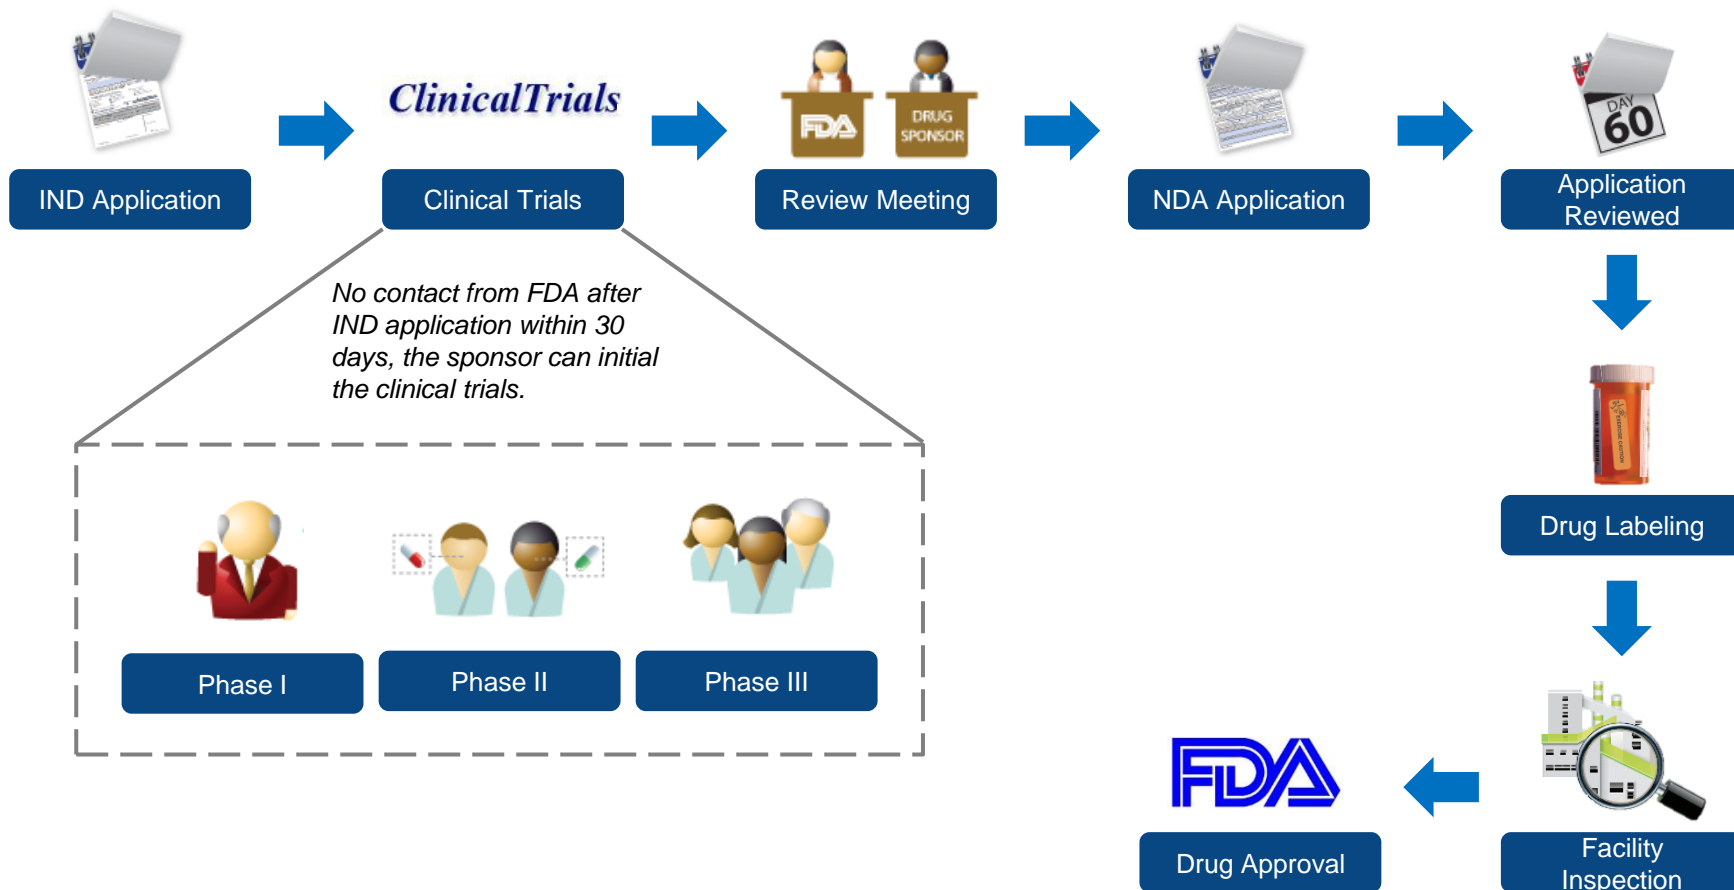 ClinicalTrials
FDA
DRUG
SPONSOR
DAY
60
IND Application
Clinical Trials
Review Meeting
NDA Application
Application
Reviewed
No contact from FDA after
IND application within 30
days, the sponsor can initial
the clinical trials.
EXERCISE CAUTION
Drug Labeling
Phase I
Phase II
Phase III
FDA
Drug Approval
Facility
Inspection